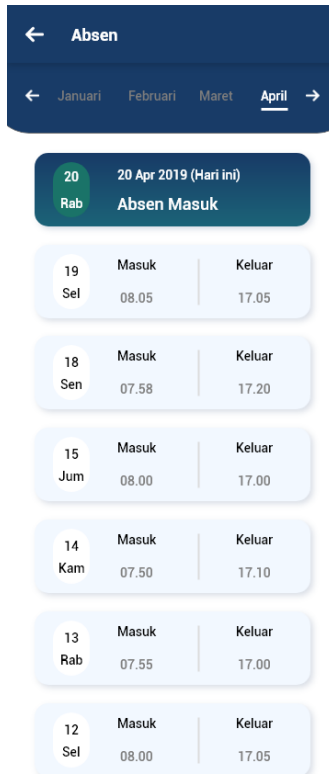 Absen
Januari Februari Maret April
20 20 Apr 2019 (Hari ini)
Rab Absen Masuk
19 Masuk Keluar
Sel 08.05 17.05
18 Masuk Keluar
Sen 07.58 17.20
15 Masuk Keluar
Jum 08.00 17.00
14 Masuk Keluar
Kam 07.50 17.10
13 Masuk Keluar
Rab 07.55 17.00
12 Masuk Keluar
Sel 08.00 17.05